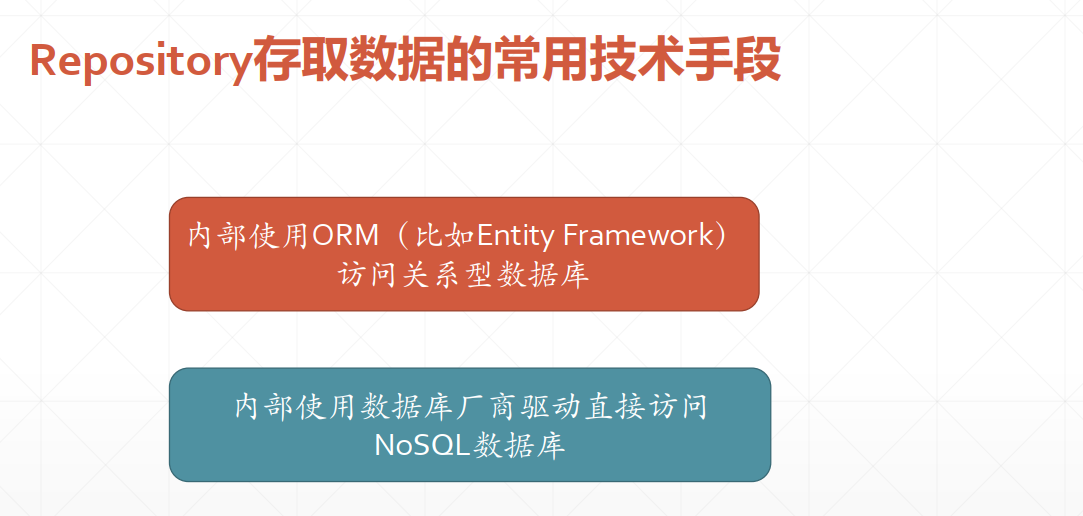 Repository存取数据的常用技术手段
内部使用ORM（比如Entity Framework）
访问关系型数据库
内部使用数据库厂商驱动直接访问
NoSQL数据库